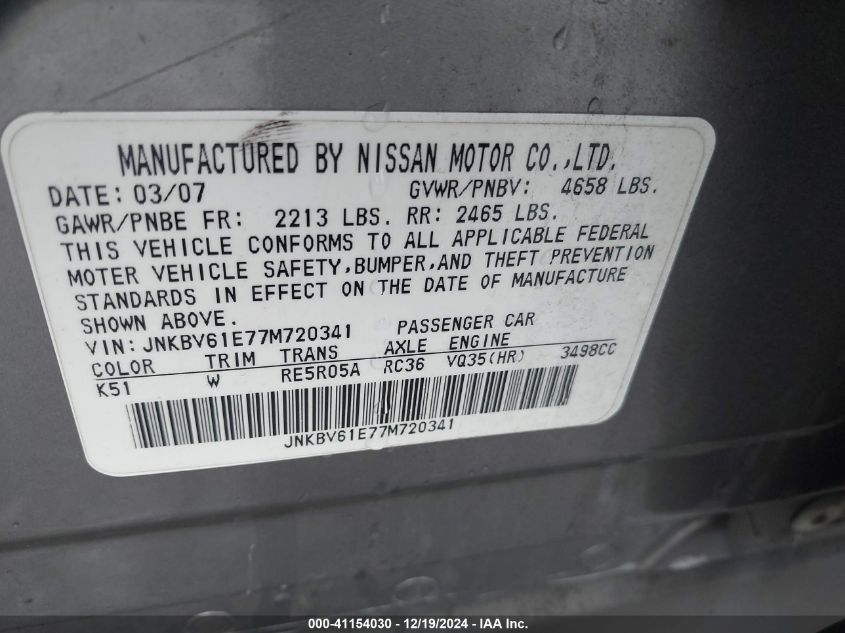 MANUFACTURED BY NISSAN MOTOR CO.,LTD.
DATE: 03/07 GVWR/PNBV: 4658 LBS.
GAWR/PNBE FR: 2213 LBS. RR: 2465 LBS.
THIS VEHICLE CONFORMS TO ALL APPLICABLE FEDERAL
MOTER VEHICLE SAFETY,BUMPER,AND THEFT PREVENTION
STANDARDS IN EFFECT ON THE DATE OF MANUFACTURE
SHOWN ABOVE.
VIN: JNKBV61E77M720341 PASSENGER CAR
COLOR TRIM TRANS AXLE ENGINE
K51 W RE5R05A RC36 VQ35(HR) 3498CC
JNKBV61E77M720341
000-41154030 - 12/19/2024 - IAA Inc.